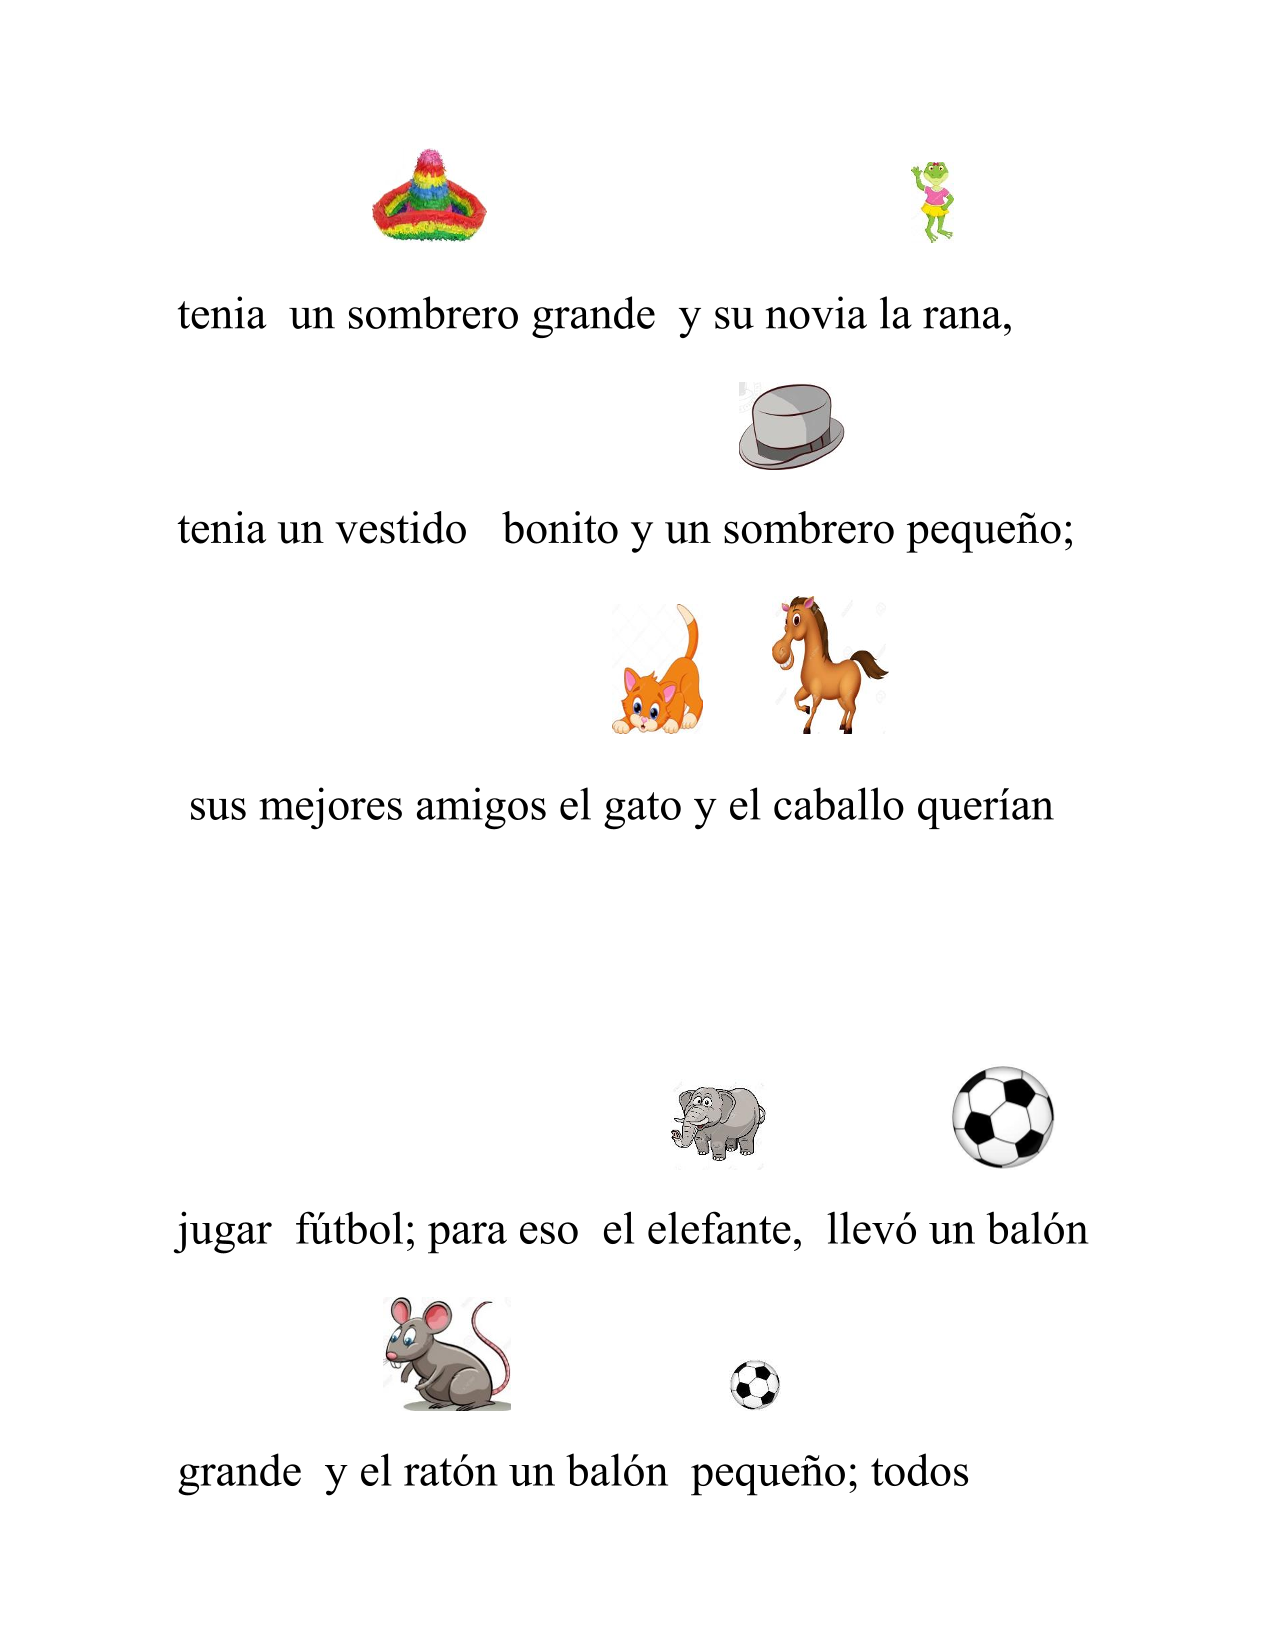 tenia un sombrero grande y su novia la rana,
tenia un vestido bonito y un sombrero pequeño;
sus mejores amigos el gato y el caballo querían
jugar fútbol; para eso el elefante, llevó un balón
grande y el ratón un balón pequeño; todos